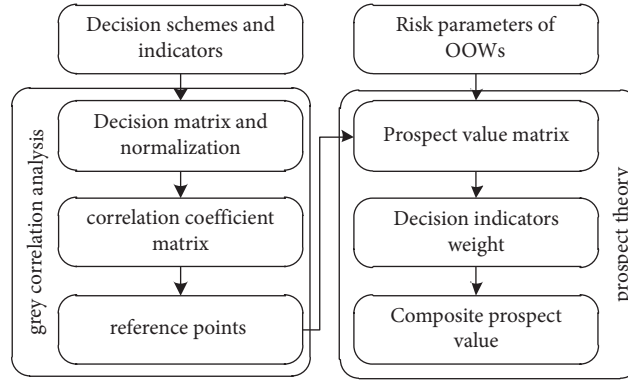 Decision schemes and
indicators
Decision matrix and
normalization
correlation coefficient
matrix
reference points
grey correlation analysis
Risk parameters of
OOWs
Prospect value matrix
Decision indicators
weight
Composite prospect
value
prospect theory